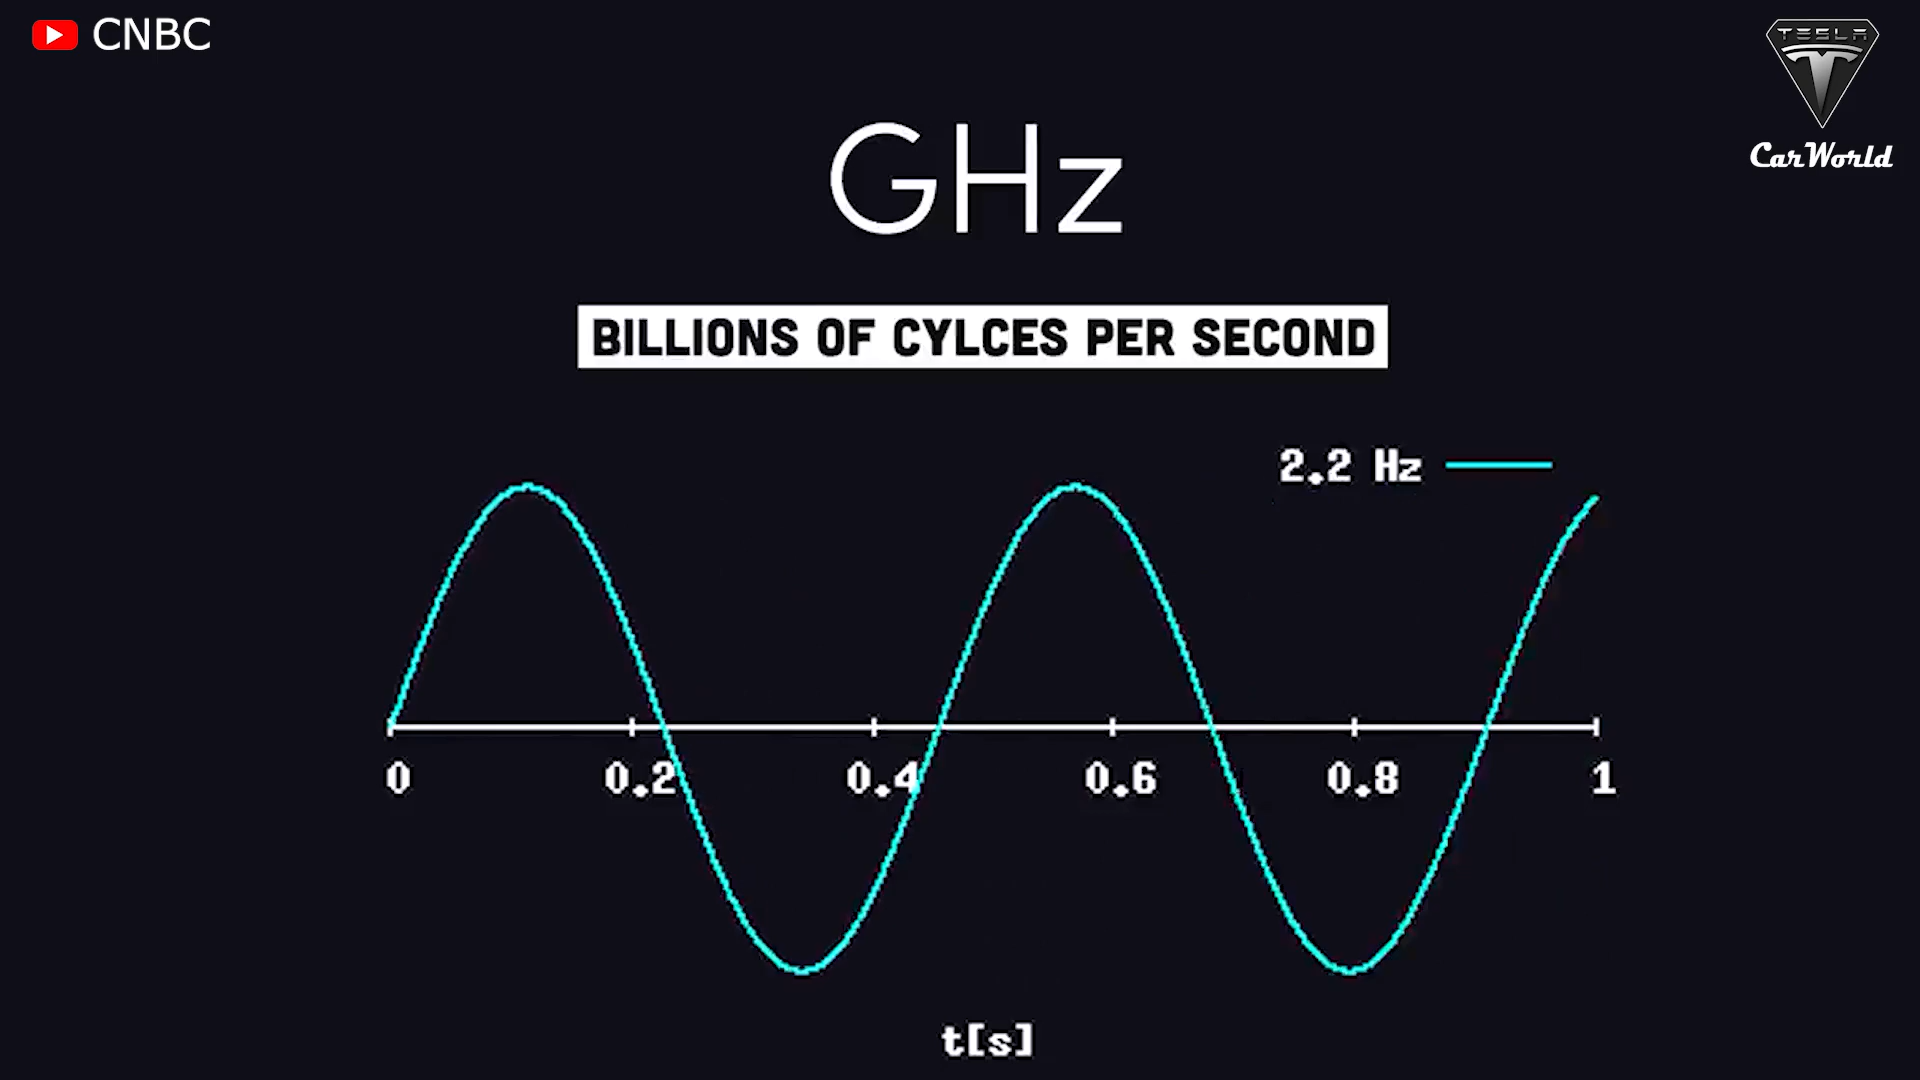 CNBC
TESLA
CarWorld
GHz
BILLIONS OF CYLCES PER SECOND
2.2 Hz
0 0.2 0.4 0.6 0.8 1
t[s]